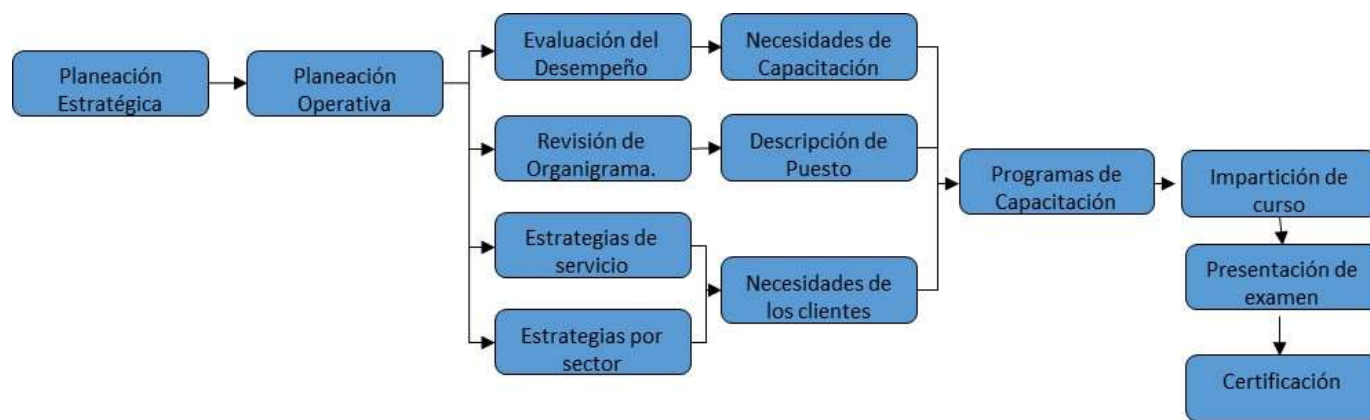 Planeación
Estratégica
Planeación
Operativa
Evaluación del
Desempeño
Necesidades de
Capacitación
Revisión de
Organigrama.
Descripción de
Puesto
Estrategias de
servicio
Estrategias por
sector
Necesidades de
los clientes
Programas de
Capacitación
Impartición de
curso
Presentación de
examen
Certificación